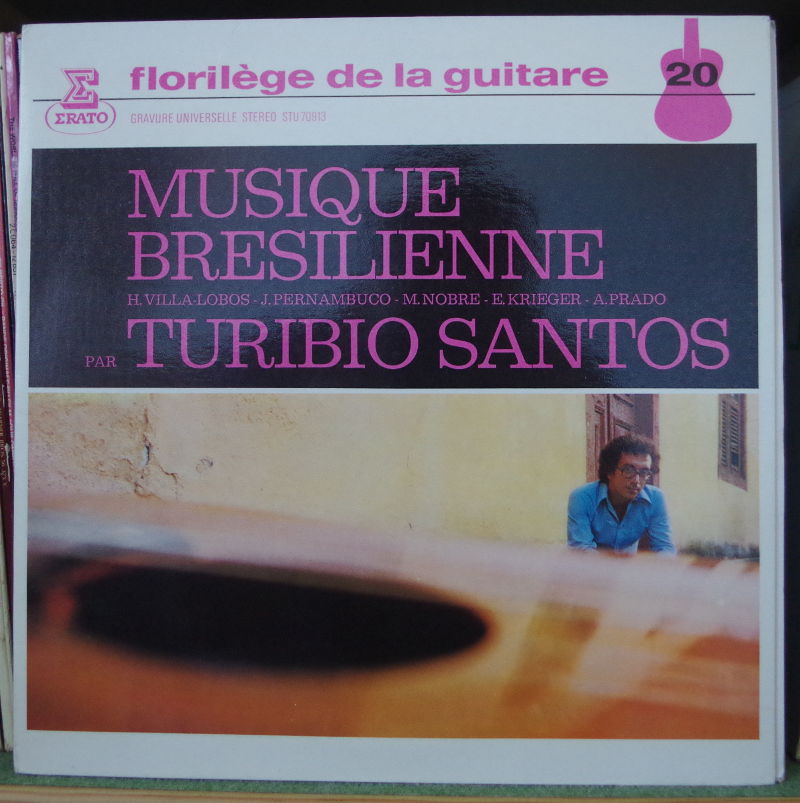 florilège de la guitare
20
ΣRATO
GRAVURE UNIVERSELLE STEREO STU 70913
MUSIQUE
BRESILIENNE
H. VILLA-LOBOS - J. PERNAMBUCO - M. NOBRE - E. KRIEGER - A. PRADO
PAR TURIBIO SANTOS